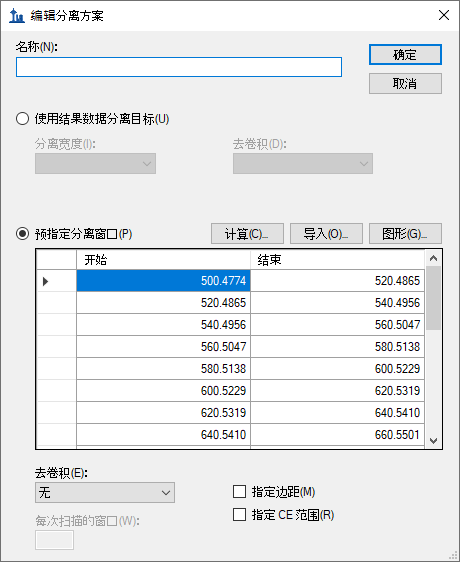 编辑分离方案
名称(N):
确定
取消
使用结果数据分离目标(U)
分离宽度(I): 去卷积(D):
预指定分离窗口(P) 计算(C)... 导入(O)... 图形(G)...
开始 结束
500.4774 520.4865
520.4865 540.4956
540.4956 560.5047
560.5047 580.5138
580.5138 600.5229
600.5229 620.5319
620.5319 640.5410
640.5410 660.5501
去卷积(E):
无
指定边距(M)
每次扫描的窗口(W):
指定 CE 范围(R)